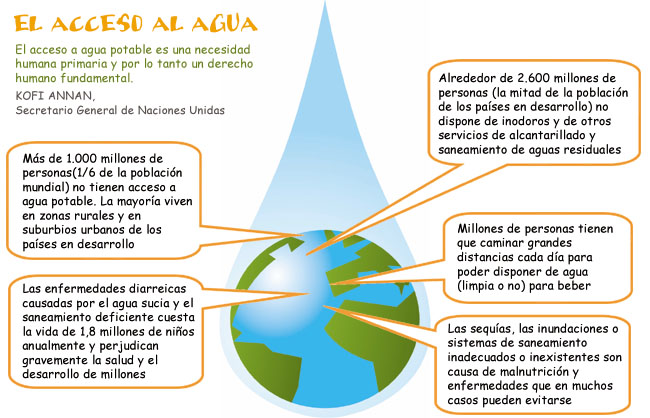 EL ACCESO AL AGUA
El acceso a agua potable es una necesidad
humana primaria y por lo tanto un derecho
humano fundamental.
KOFI ANNAN,
Secretario General de Naciones Unidas
Alrededor de 2.600 millones de
personas (la mitad de la población
de los países en desarrollo) no
dispone de inodoros y de otros
servicios de alcantarillado y
saneamiento de aguas residuales
Más de 1.000 millones de
personas(1/6 de la población
mundial) no tienen acceso a
agua potable. La mayoría viven
en zonas rurales y en
suburbios urbanos de los
países en desarrollo
Millones de personas tienen
que caminar grandes
distancias cada día para
poder disponer de agua
(limpia o no) para beber
Las enfermedades diarreicas
causadas por el agua sucia y el
saneamiento deficiente cuesta
la vida de 1,8 millones de niños
anualmente y perjudican
gravemente la salud y el
desarrollo de millones
Las sequías, las inundaciones o
sistemas de saneamiento
inadecuados o inexistentes son
causa de malnutrición y
enfermedades que en muchos
casos pueden evitarse